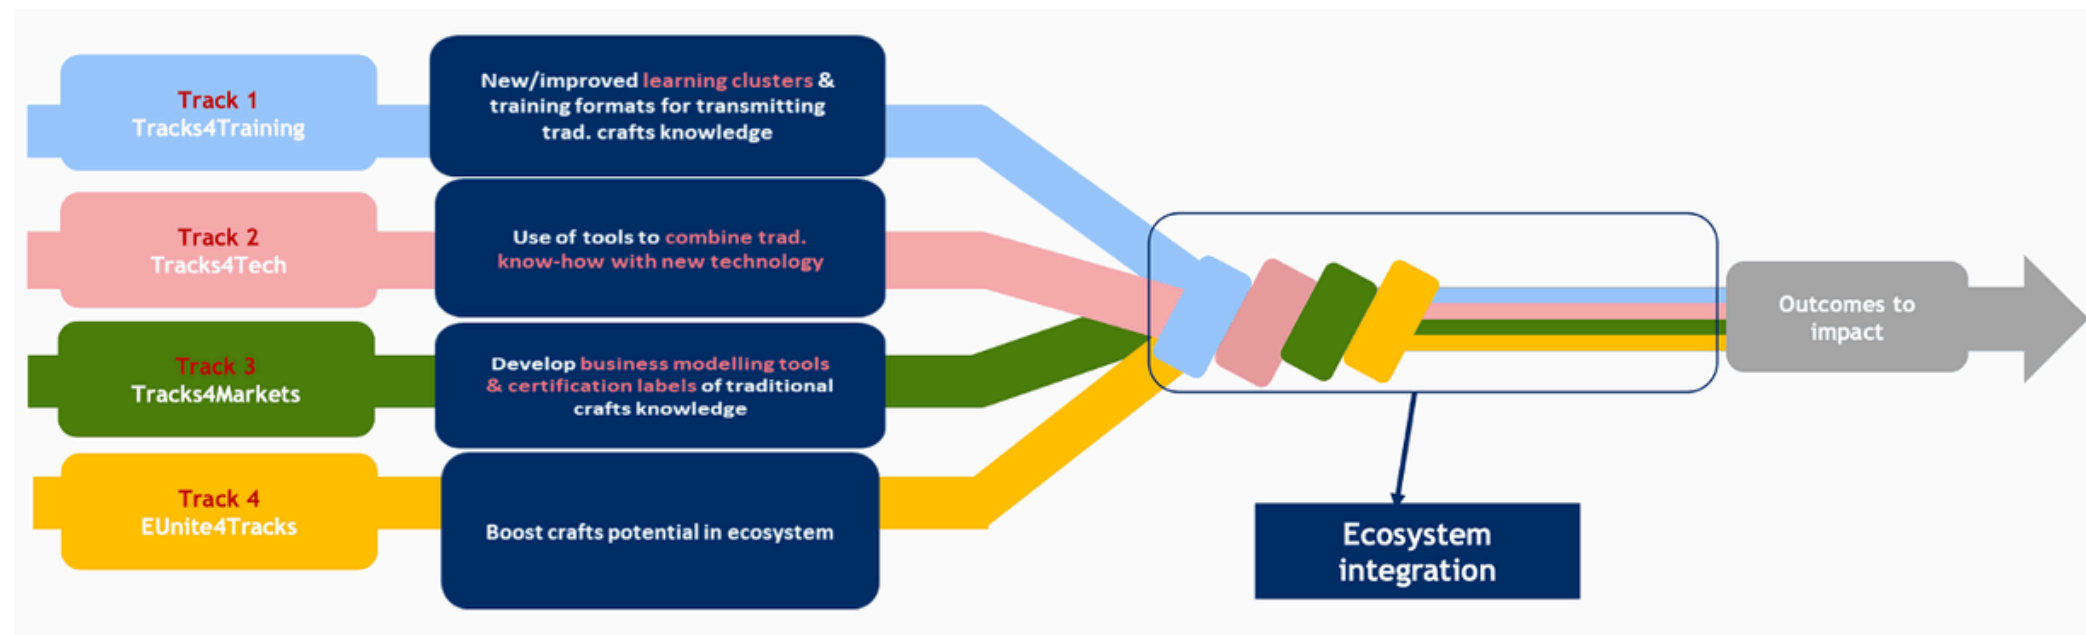 Track 1
Tracks4Training
New/improved learning clusters &
training formats for transmitting
trad. crafts knowledge
Track 2
Tracks4Tech
Use of tools to combine trad.
know-how with new technology
Track 3
Tracks4Markets
Develop business modelling tools
& certification labels of traditional
crafts knowledge
Track 4
EUnite4Tracks
Boost crafts potential in ecosystem
Outcomes to
impact
Ecosystem
integration